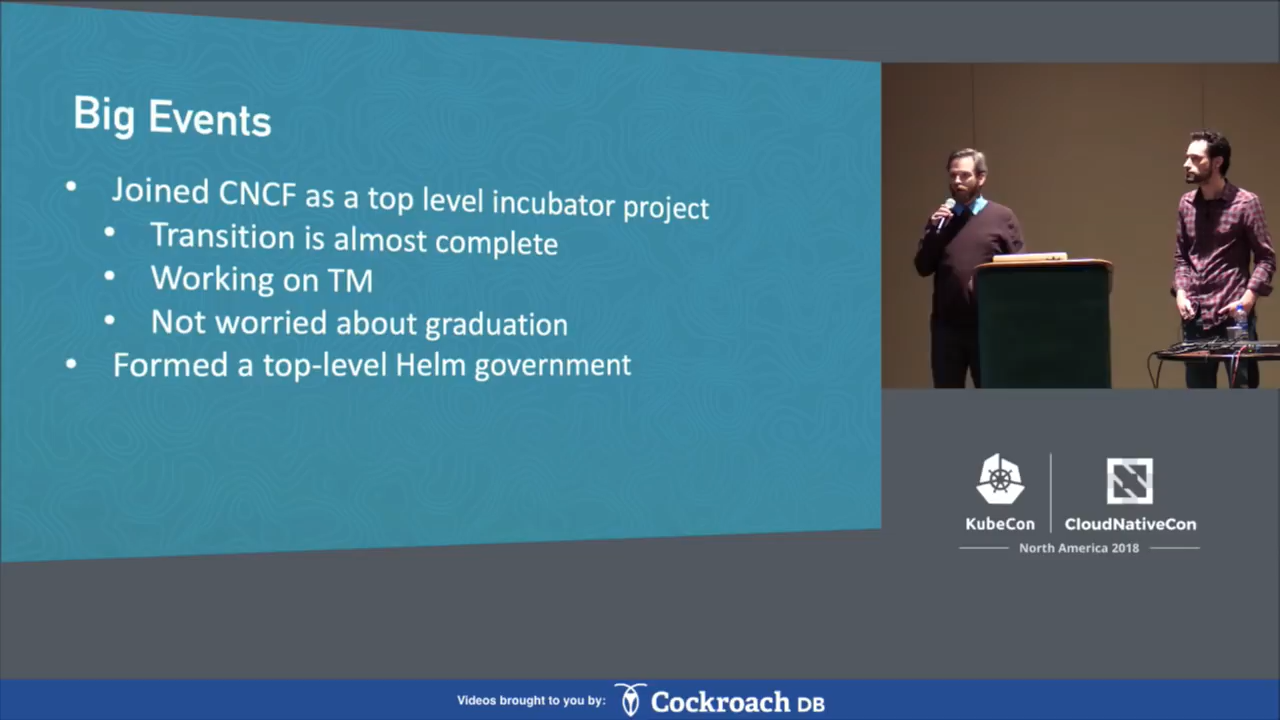 Big Events
Joined CNCF as a top level incubator project
Transition is almost complete
Working on TM
Not worried about graduation
Formed a top-level Helm government
KubeCon
CloudNativeCon
North America 2018
Videos brought to you by:
Cockroach DB